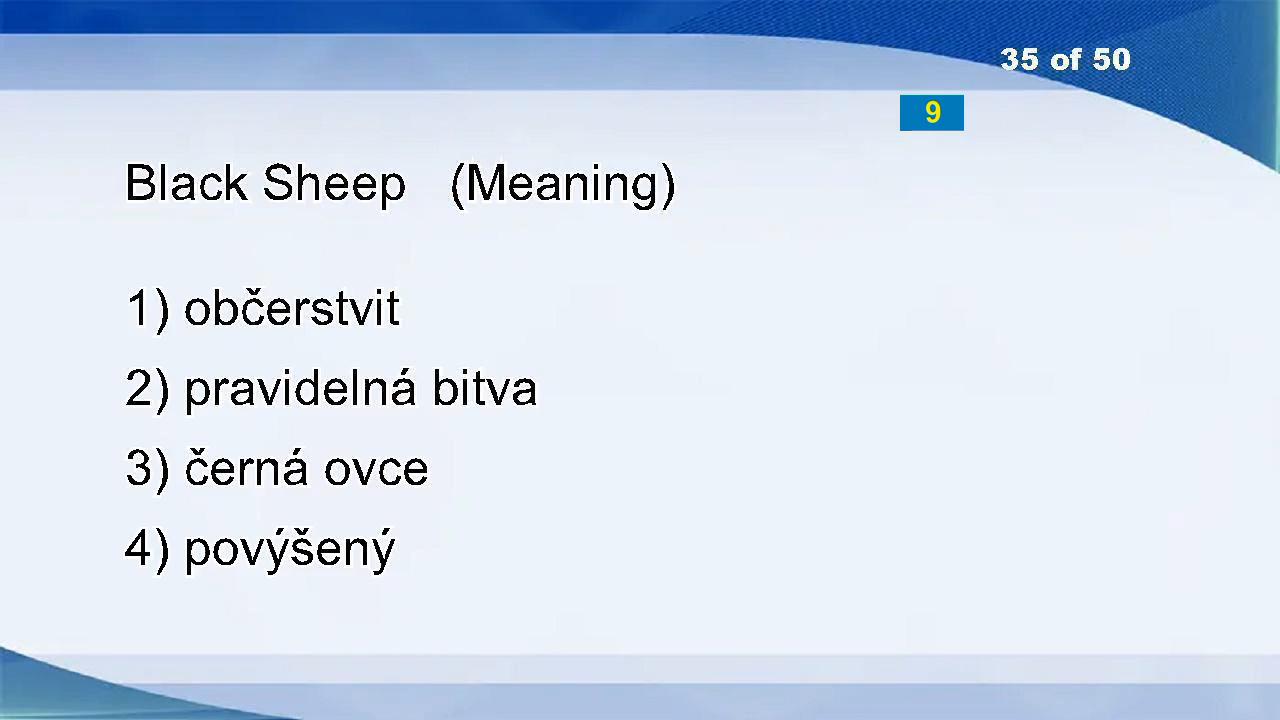 35 of 50
9
Black Sheep (Meaning)
1) občerstvit
2) pravidelná bitva
3) černá ovce
4) povýšený